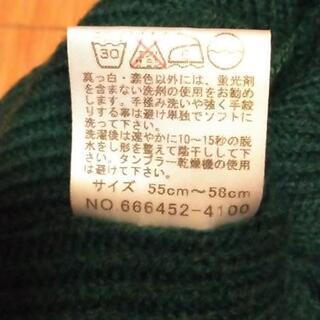 30
真っ白・素色以外には、蛍光剤
を含まない洗剤の使用をお勧め
します。手揉み洗いや強く手絞
りする事は避け単独でソフトに
洗って下さい。
洗濯後は速やかに10〜15秒の脱
水をし形を整えて陰干しして下
さい。タンブラー乾燥機の使用
は避けて下さい。
サイズ 55cm〜58cm
NO.666452-4100